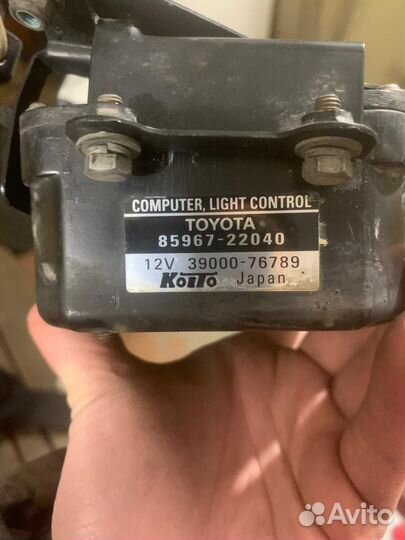 COMPUTER, LIGHT CONTROL
TOYOTA
85967-22040
12V 39000-76789
KOITO Japan
Avito